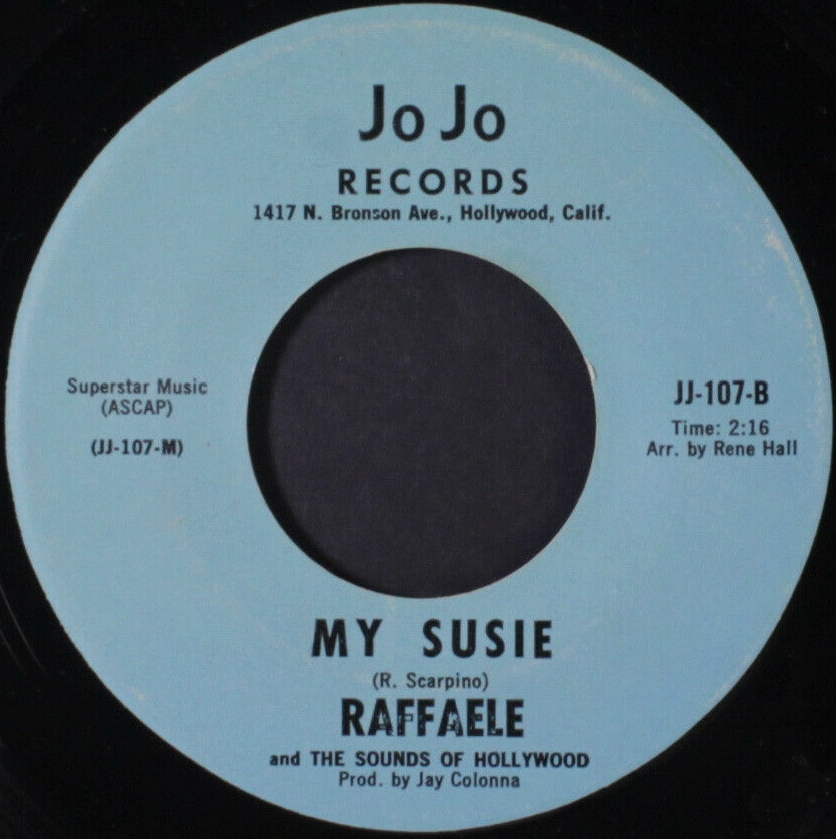 Jo Jo
RECORDS
1417 N. Bronson Ave., Hollywood, Calif.
Superstar Music
(ASCAP)
(JJ-107-M)
JJ-107-B
Time: 2:16
Arr. by Rene Hall
MY SUSIE
(R. Scarpino)
RAFFAELE
and THE SOUNDS OF HOLLYWOOD
Prod. by Jay Colonna